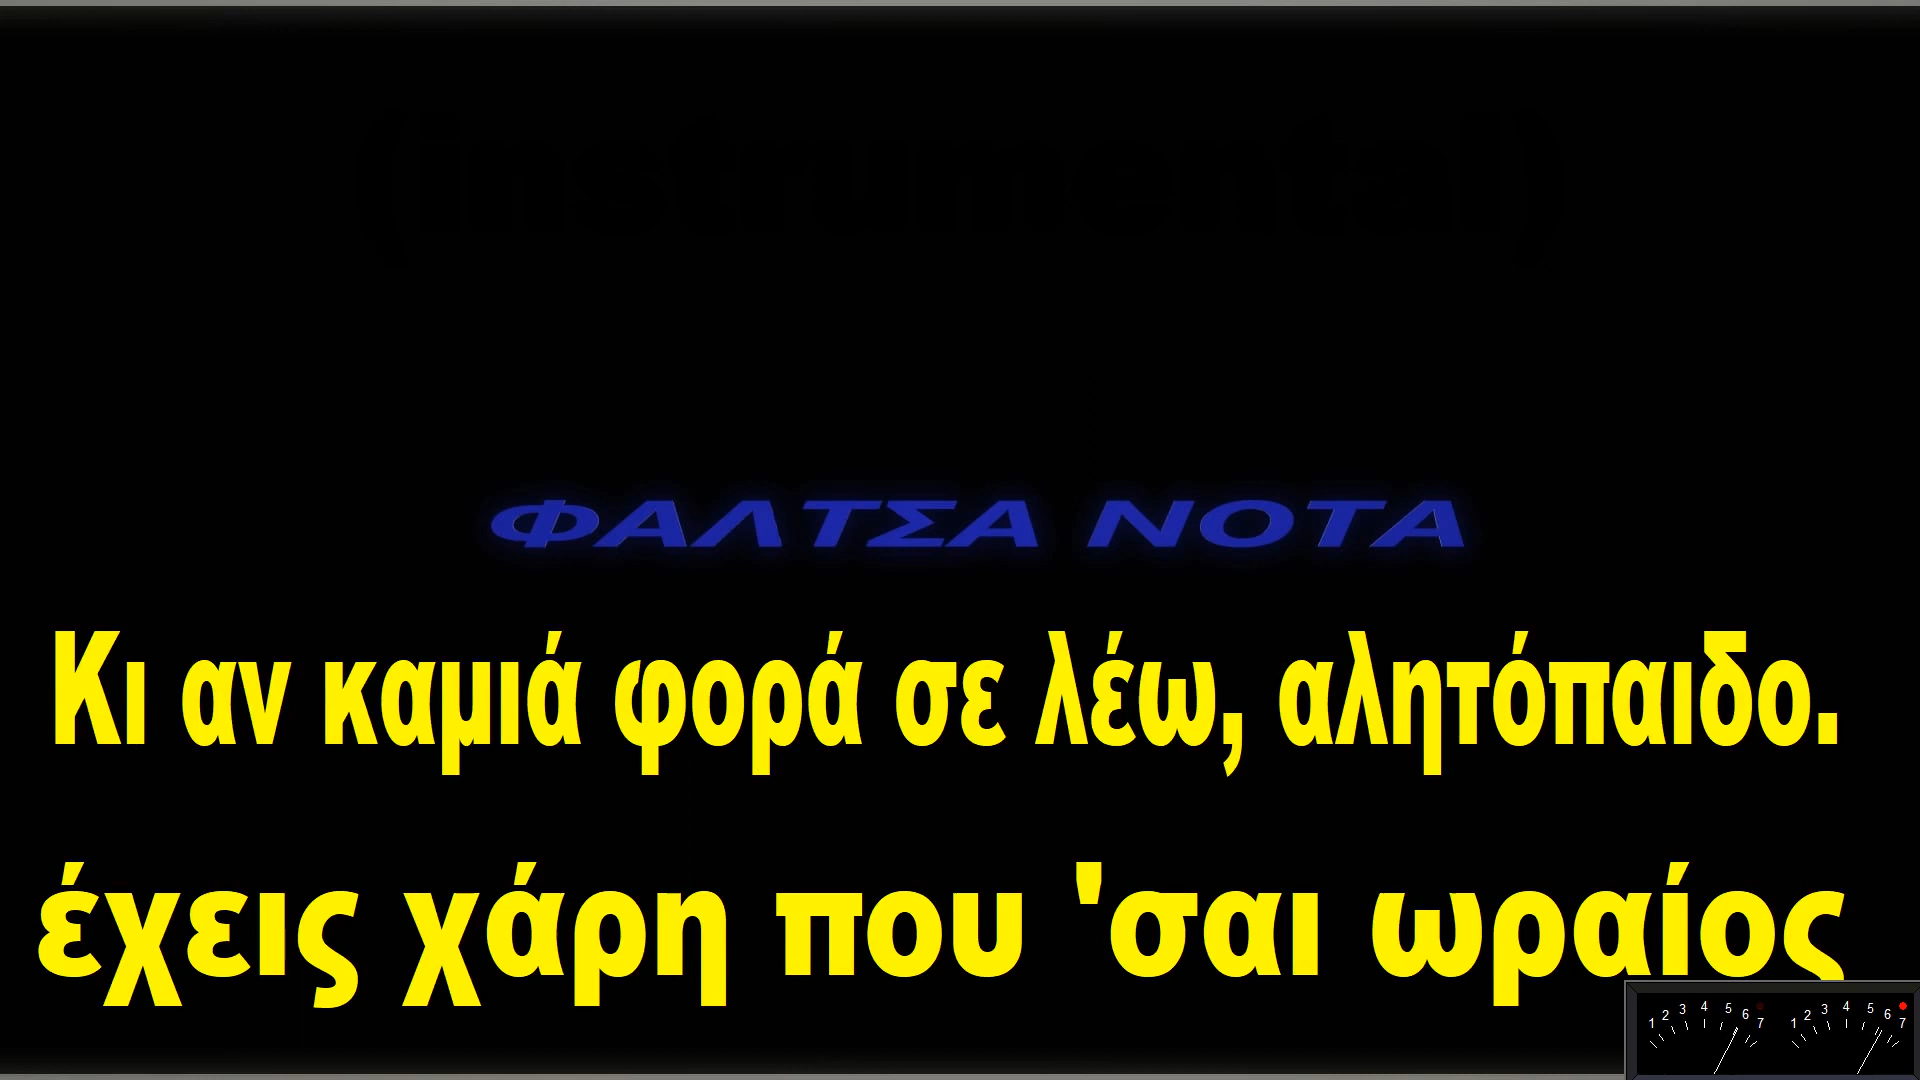 (Instrumental)
ΦΑΛΤΣΑ ΝΟΤΑ
Κι αν καμιά φορά σε λέω, αλητόπαιδο.
έχεις χάρη που 'σαι ωραίος
1 2 3 4 5 6 7 1 2 3 4 5 6 7